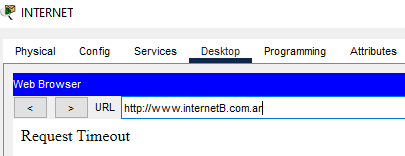 INTERNET
Physical Config Services Desktop Programming Attributes
Web Browser
< > URL http://www.internetB.com.ar
Request Timeout